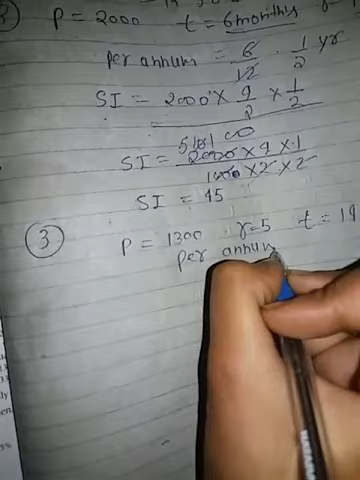 P = 2000 t = 6 months
per annum = 6/12 . 1/2 yr
SI = 2000 × 9/2 × 1/2
SI = 2000 × 9 × 1 / 100 × 2 × 2
SI = 45
3 P = 1300 r = 5 t = 14
per annum